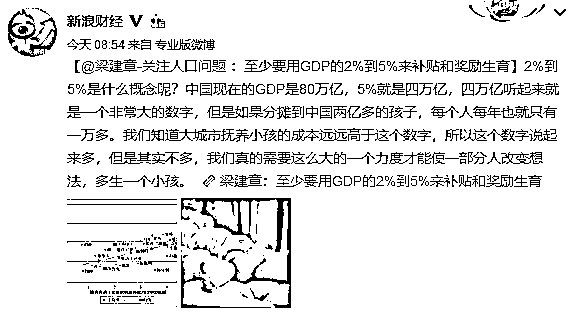 新浪财经
今天 08:54 来自 专业版微博
【@梁建章-关注人口问题：至少要用GDP的2%到5%来补贴和奖励生育】2%到
5%是什么概念呢？中国现在的GDP是80万亿，5%就是四万亿，四万亿听起来就
是一个非常大的数字，但是如果分摊到中国两亿多的孩子，每个人每年也就只有
一万多。我们知道大城市抚养小孩的成本远远高于这个数字，所以这个数字说起
来多，但是其实不多，我们真的需要这么大的一个力度才能使一部分人改变想
法，多生一个小孩。 梁建章：至少要用GDP的2%到5%来补贴和奖励生育